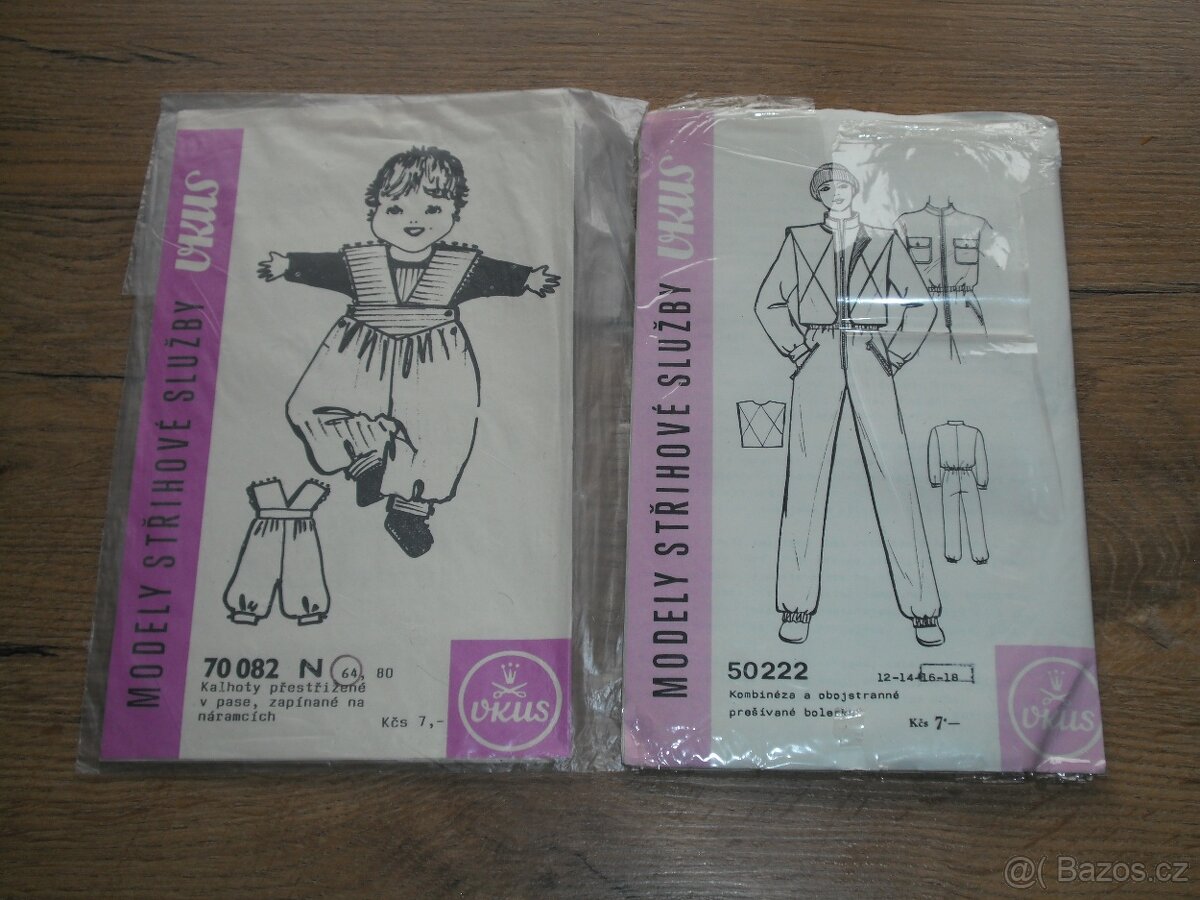 MODELY STŘIHOVÉ SLUŽBY vkus
70 082 N 64, 80
Kalhoty přestřižené
v pase, zapínané na
náramcích
Kčs 7,-
vkus
MODELY STŘIHOVÉ SLUŽBY vkus
50222 12-14-16-18
Kombinéza a obojstranné
prešívané
Kčs 7·—
vkus
@( Bazos.cz